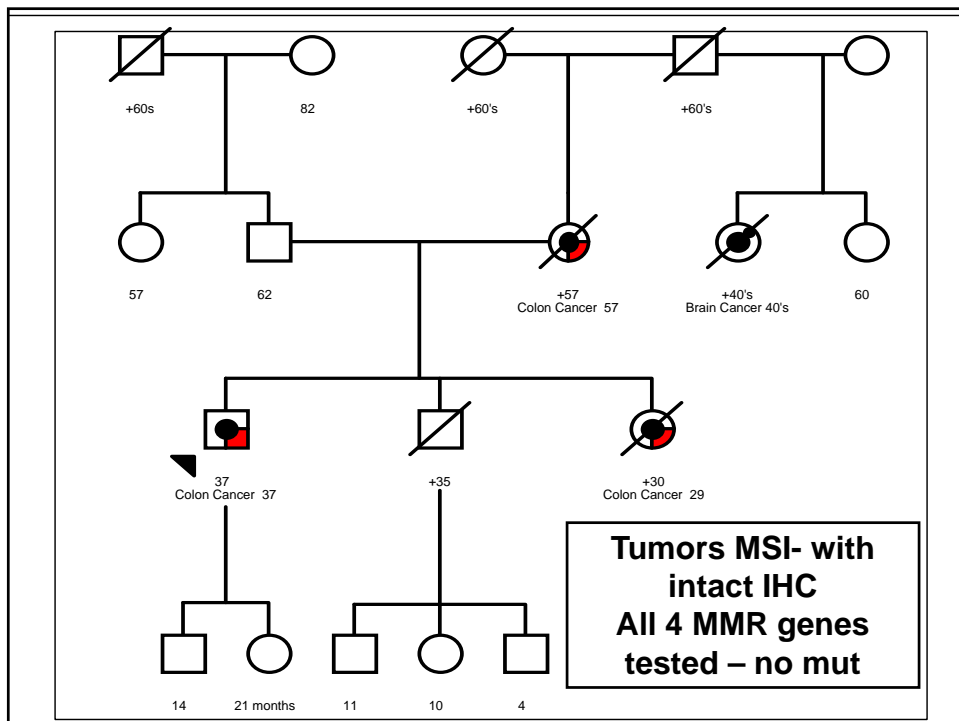 +60s
82
+60's
+60's
57
62
+57
Colon Cancer 57
+40's
Brain Cancer 40's
60
37
Colon Cancer 37
+35
+30
Colon Cancer 29
Tumors MSI- with
intact IHC
All 4 MMR genes
tested – no mut
14
21 months
11
10
4